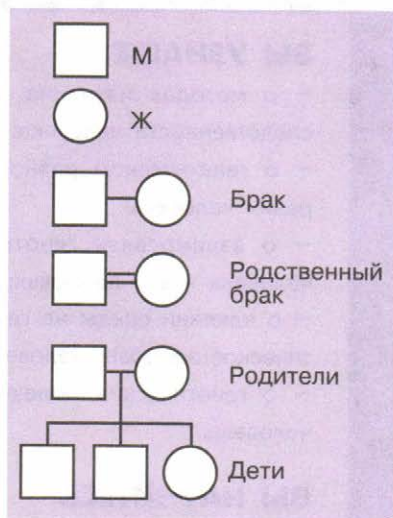 М
Ж
Брак
Родственный
брак
Родители
Дети